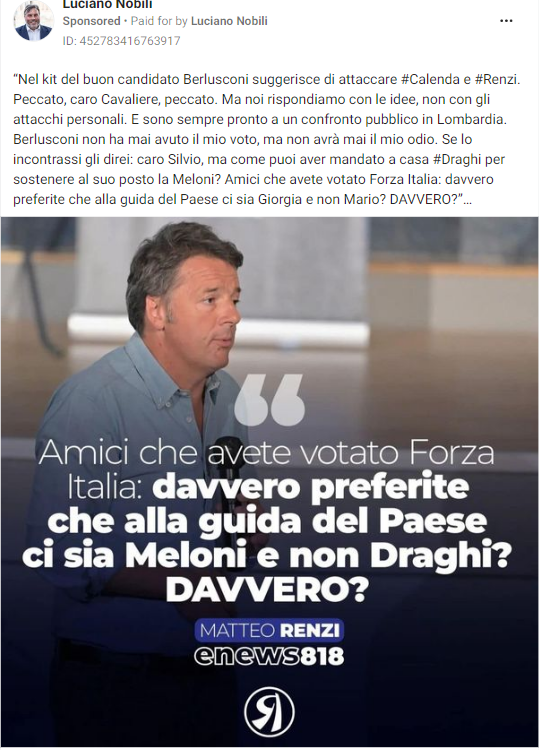 Luciano Nobili
Sponsored • Paid for by Luciano Nobili
ID: 452783416763917
“Nel kit del buon candidato Berlusconi suggerisce di attaccare #Calenda e #Renzi.
Peccato, caro Cavaliere, peccato. Ma noi rispondiamo con le idee, non con gli
attacchi personali. E sono sempre pronto a un confronto pubblico in Lombardia.
Berlusconi non ha mai avuto il mio voto, ma non avrà mai il mio odio. Se lo
incontrassi gli direi: caro Silvio, ma come puoi aver mandato a casa #Draghi per
sostenere al suo posto la Meloni? Amici che avete votato Forza Italia: davvero
preferite che alla guida del Paese ci sia Giorgia e non Mario? DAVVERO?”...
“
Amici che avete votato Forza
Italia: davvero preferite
che alla guida del Paese
ci sia Meloni e non Draghi?
DAVVERO?
MATTEO RENZI
enews818